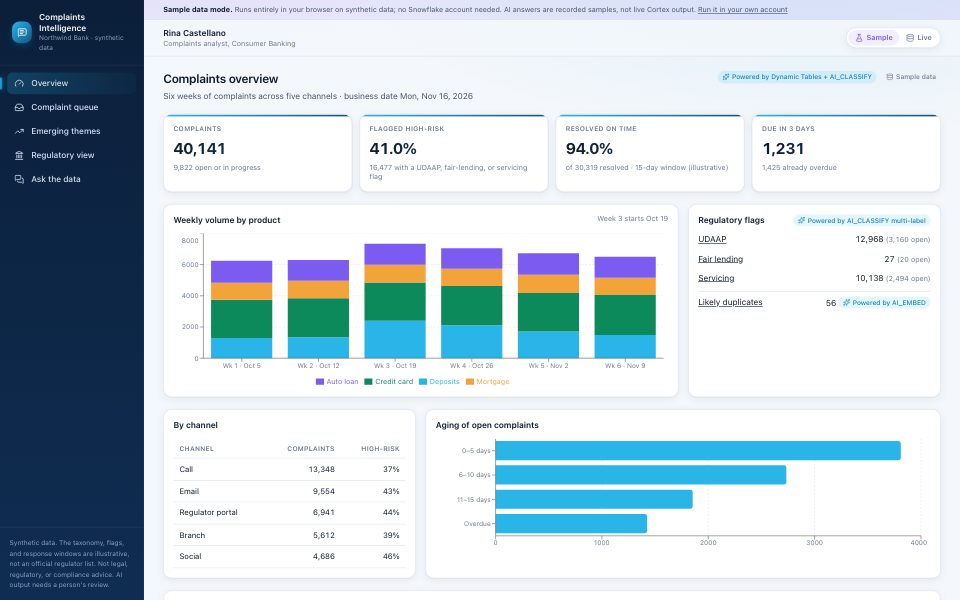 Complaints
Intelligence
Northwind Bank · synthetic
data
Overview
Complaint queue
Emerging themes
Regulatory view
Ask the data
Synthetic data. The taxonomy, flags,
and response windows are illustrative,
not an official regulator list. Not legal,
regulatory, or compliance advice. AI
output needs a person's review.
Sample data mode. Runs entirely in your browser on synthetic data; no Snowflake account needed. AI answers are recorded samples, not live Cortex output. Run it in your own account
Rina Castellano
Complaints analyst, Consumer Banking
Sample
Live
Complaints overview
Powered by Dynamic Tables + AI_CLASSIFY
Sample data
Six weeks of complaints across five channels · business date Mon, Nov 16, 2026
COMPLAINTS
40,141
9,822 open or in progress
FLAGGED HIGH-RISK
41.0%
16,477 with a UDAAP, fair-lending, or servicing
flag
RESOLVED ON TIME
94.0%
of 30,319 resolved · 15-day window (illustrative)
DUE IN 3 DAYS
1,231
1,425 already overdue
Weekly volume by product
Week 3 starts Oct 19
8000
6000
4000
2000
0
Wk 1 · Oct 5
Wk 2 · Oct 12
Wk 3 · Oct 19
Wk 4 · Oct 26
Wk 5 · Nov 2
Wk 6 · Nov 9
Auto loan
Credit card
Deposits
Mortgage
Regulatory flags
Powered by AI_CLASSIFY multi-label
UDAAP 12,968 (3,160 open)
Fair lending 27 (20 open)
Servicing 10,138 (2,494 open)
Likely duplicates 56 Powered by AI_EMBED
By channel
CHANNEL COMPLAINTS HIGH-RISK
Call 13,348 37%
Email 9,554 43%
Regulator portal 6,941 44%
Branch 5,612 39%
Social 4,686 46%
Aging of open complaints
0–5 days
6–10 days
11–15 days
Overdue
0
1000
2000
3000
4000